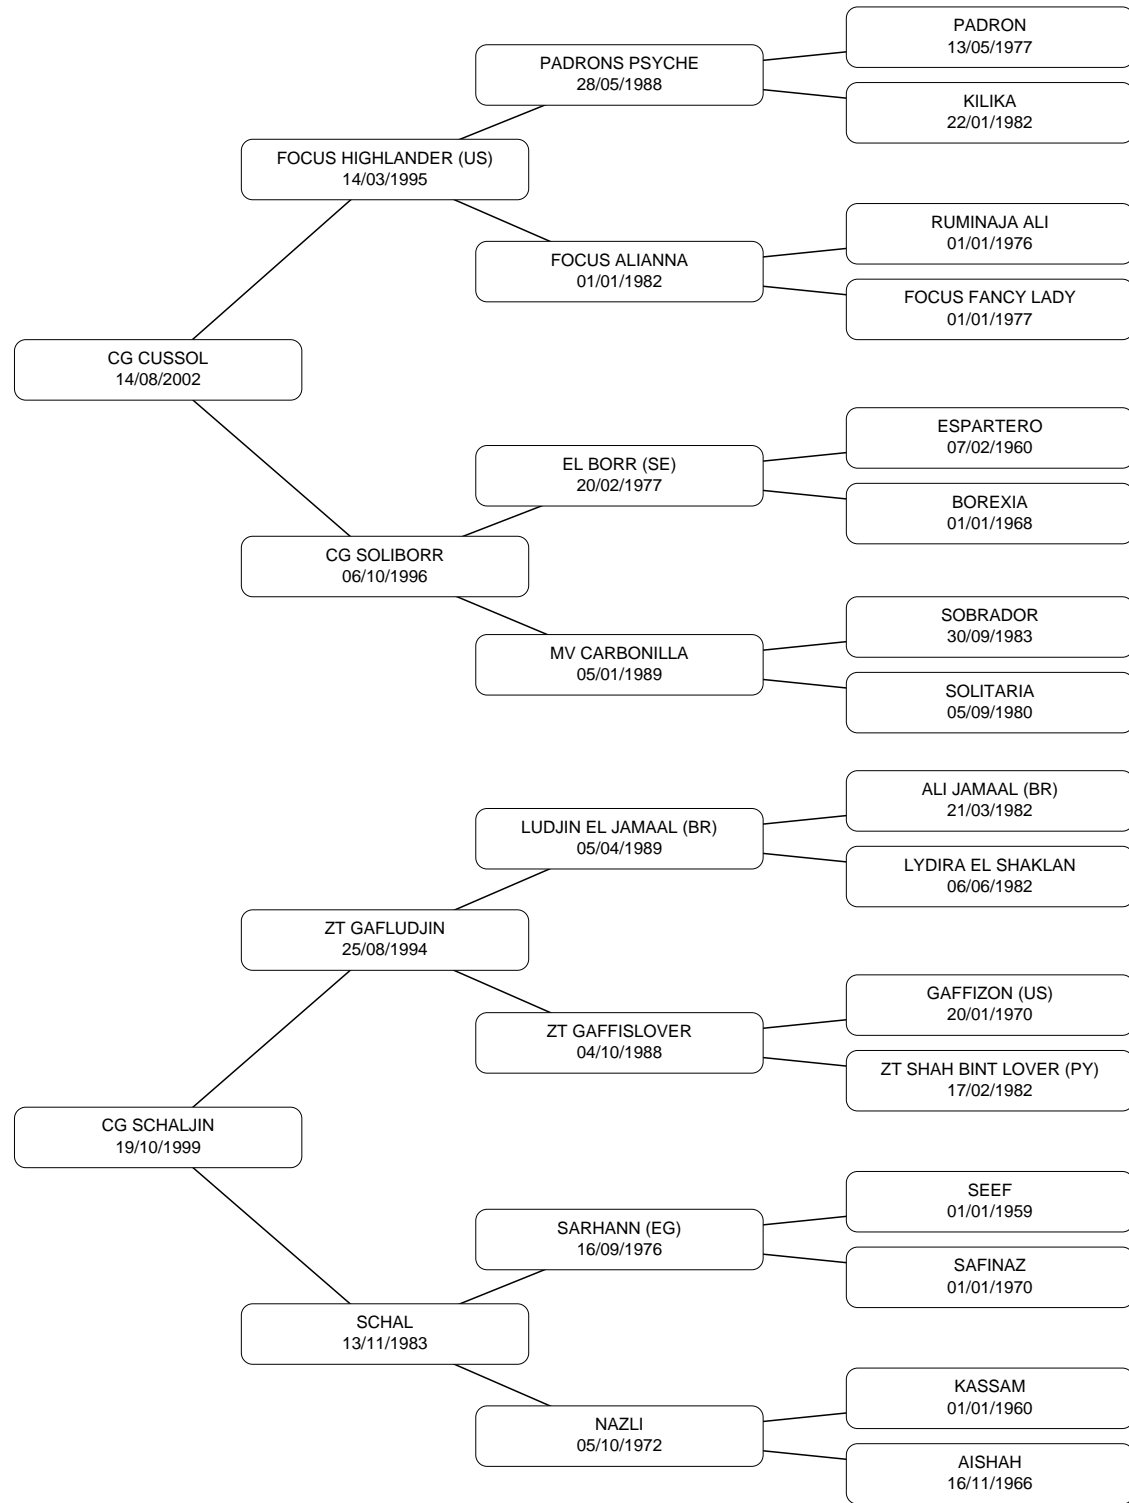 PADRON
13/05/1977
PADRONS PSYCHE
28/05/1988
KILIKA
22/01/1982
FOCUS HIGHLANDER (US)
14/03/1995
RUMINAJA ALI
01/01/1976
FOCUS ALIANNA
01/01/1982
FOCUS FANCY LADY
01/01/1977
CG CUSSOL
14/08/2002
ESPARTERO
07/02/1960
EL BORR (SE)
20/02/1977
BOREXIA
01/01/1968
CG SOLIBORR
06/10/1996
SOBRADOR
30/09/1983
MV CARBONILLA
05/01/1989
SOLITARIA
05/09/1980
ALI JAMAAL (BR)
21/03/1982
LUDJIN EL JAMAAL (BR)
05/04/1989
LYDIRA EL SHAKLAN
06/06/1982
ZT GAFLUDJIN
25/08/1994
GAFFIZON (US)
20/01/1970
ZT GAFFISLOVER
04/10/1988
ZT SHAH BINT LOVER (PY)
17/02/1982
CG SCHALJIN
19/10/1999
SEEF
01/01/1959
SARHANN (EG)
16/09/1976
SAFINAZ
01/01/1970
SCHAL
13/11/1983
KASSAM
01/01/1960
NAZLI
05/10/1972
AISHAH
16/11/1966